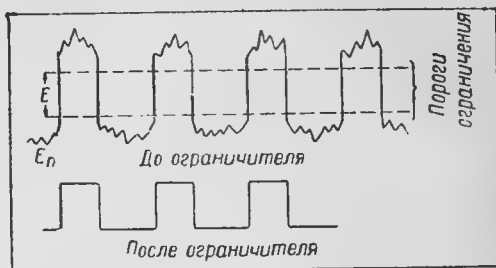 E
Eп
До ограничителя
Пороги
ограничения
После ограничителя